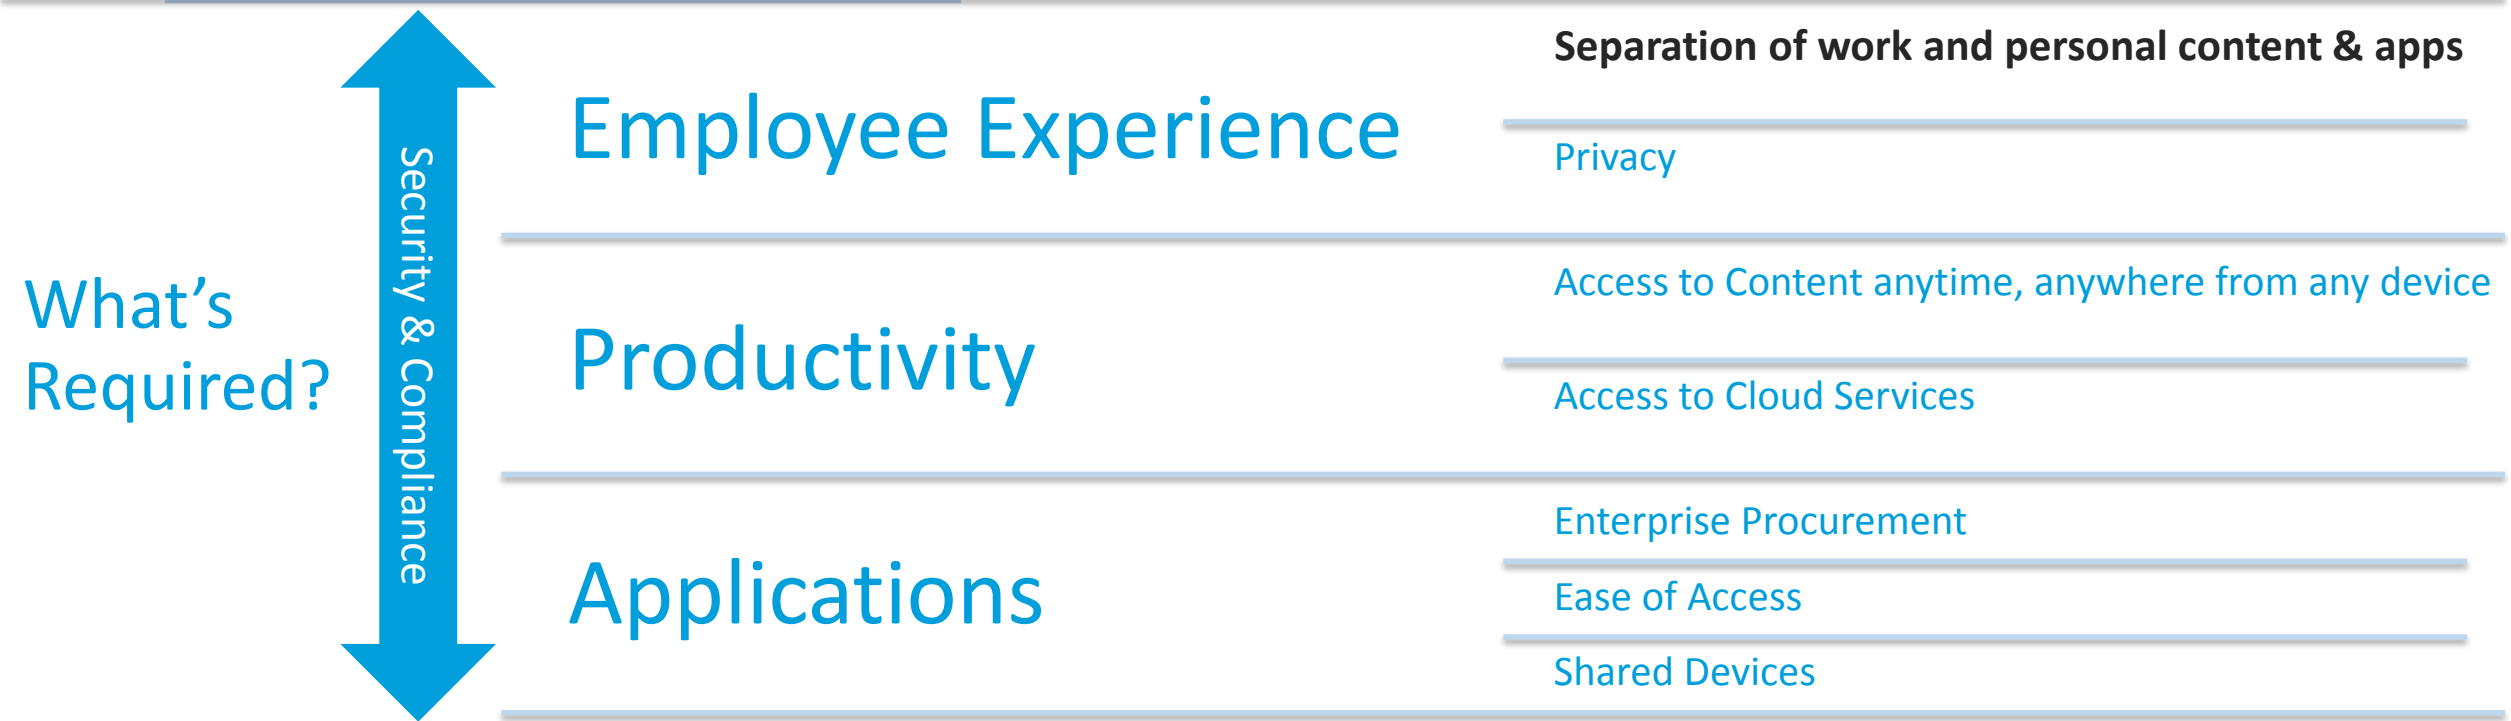 What's
Required?
Security & Compliance
Employee Experience
Separation of work and personal content & apps
Privacy
Productivity
Access to Content anytime, anywhere from any device
Access to Cloud Services
Applications
Enterprise Procurement
Ease of Access
Shared Devices